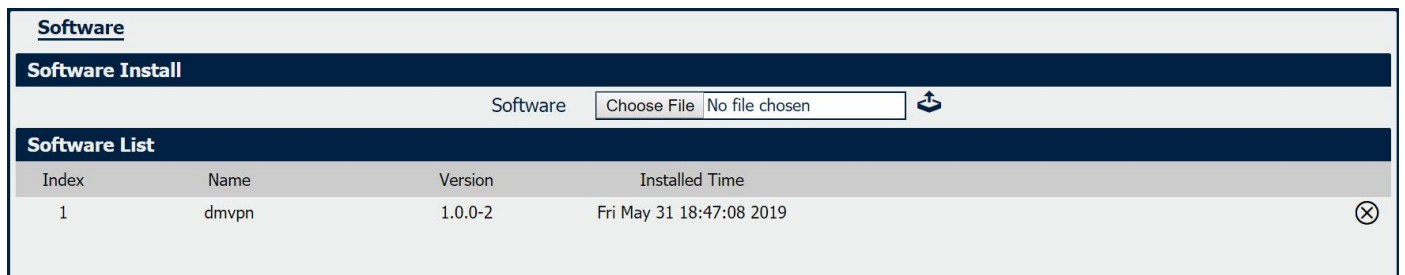 Software
Software Install
Software Choose File No file chosen
Software List
Index Name Version Installed Time
1 dmvpn 1.0.0-2 Fri May 31 18:47:08 2019